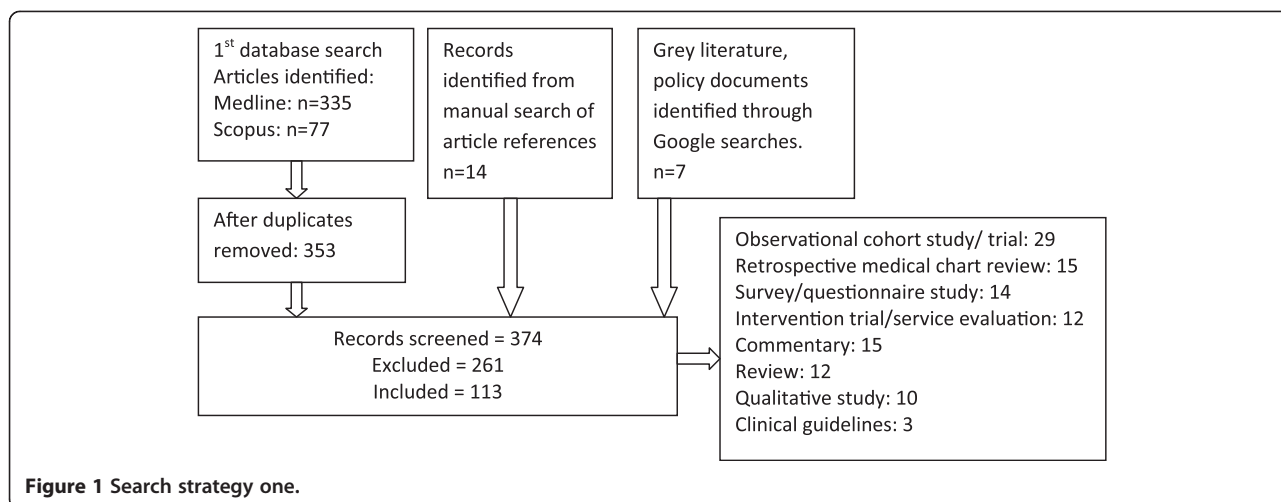 1st database search
Articles identified:
Medline: n=335
Scopus: n=77
Records
identified from
manual search of
article references
n=14
Grey literature,
policy documents
identified through
Google searches.
n=7
After duplicates
removed: 353
Records screened = 374
Excluded = 261
Included = 113
Observational cohort study/ trial: 29
Retrospective medical chart review: 15
Survey/questionnaire study: 14
Intervention trial/service evaluation: 12
Commentary: 15
Review: 12
Qualitative study: 10
Clinical guidelines: 3
Figure 1 Search strategy one.